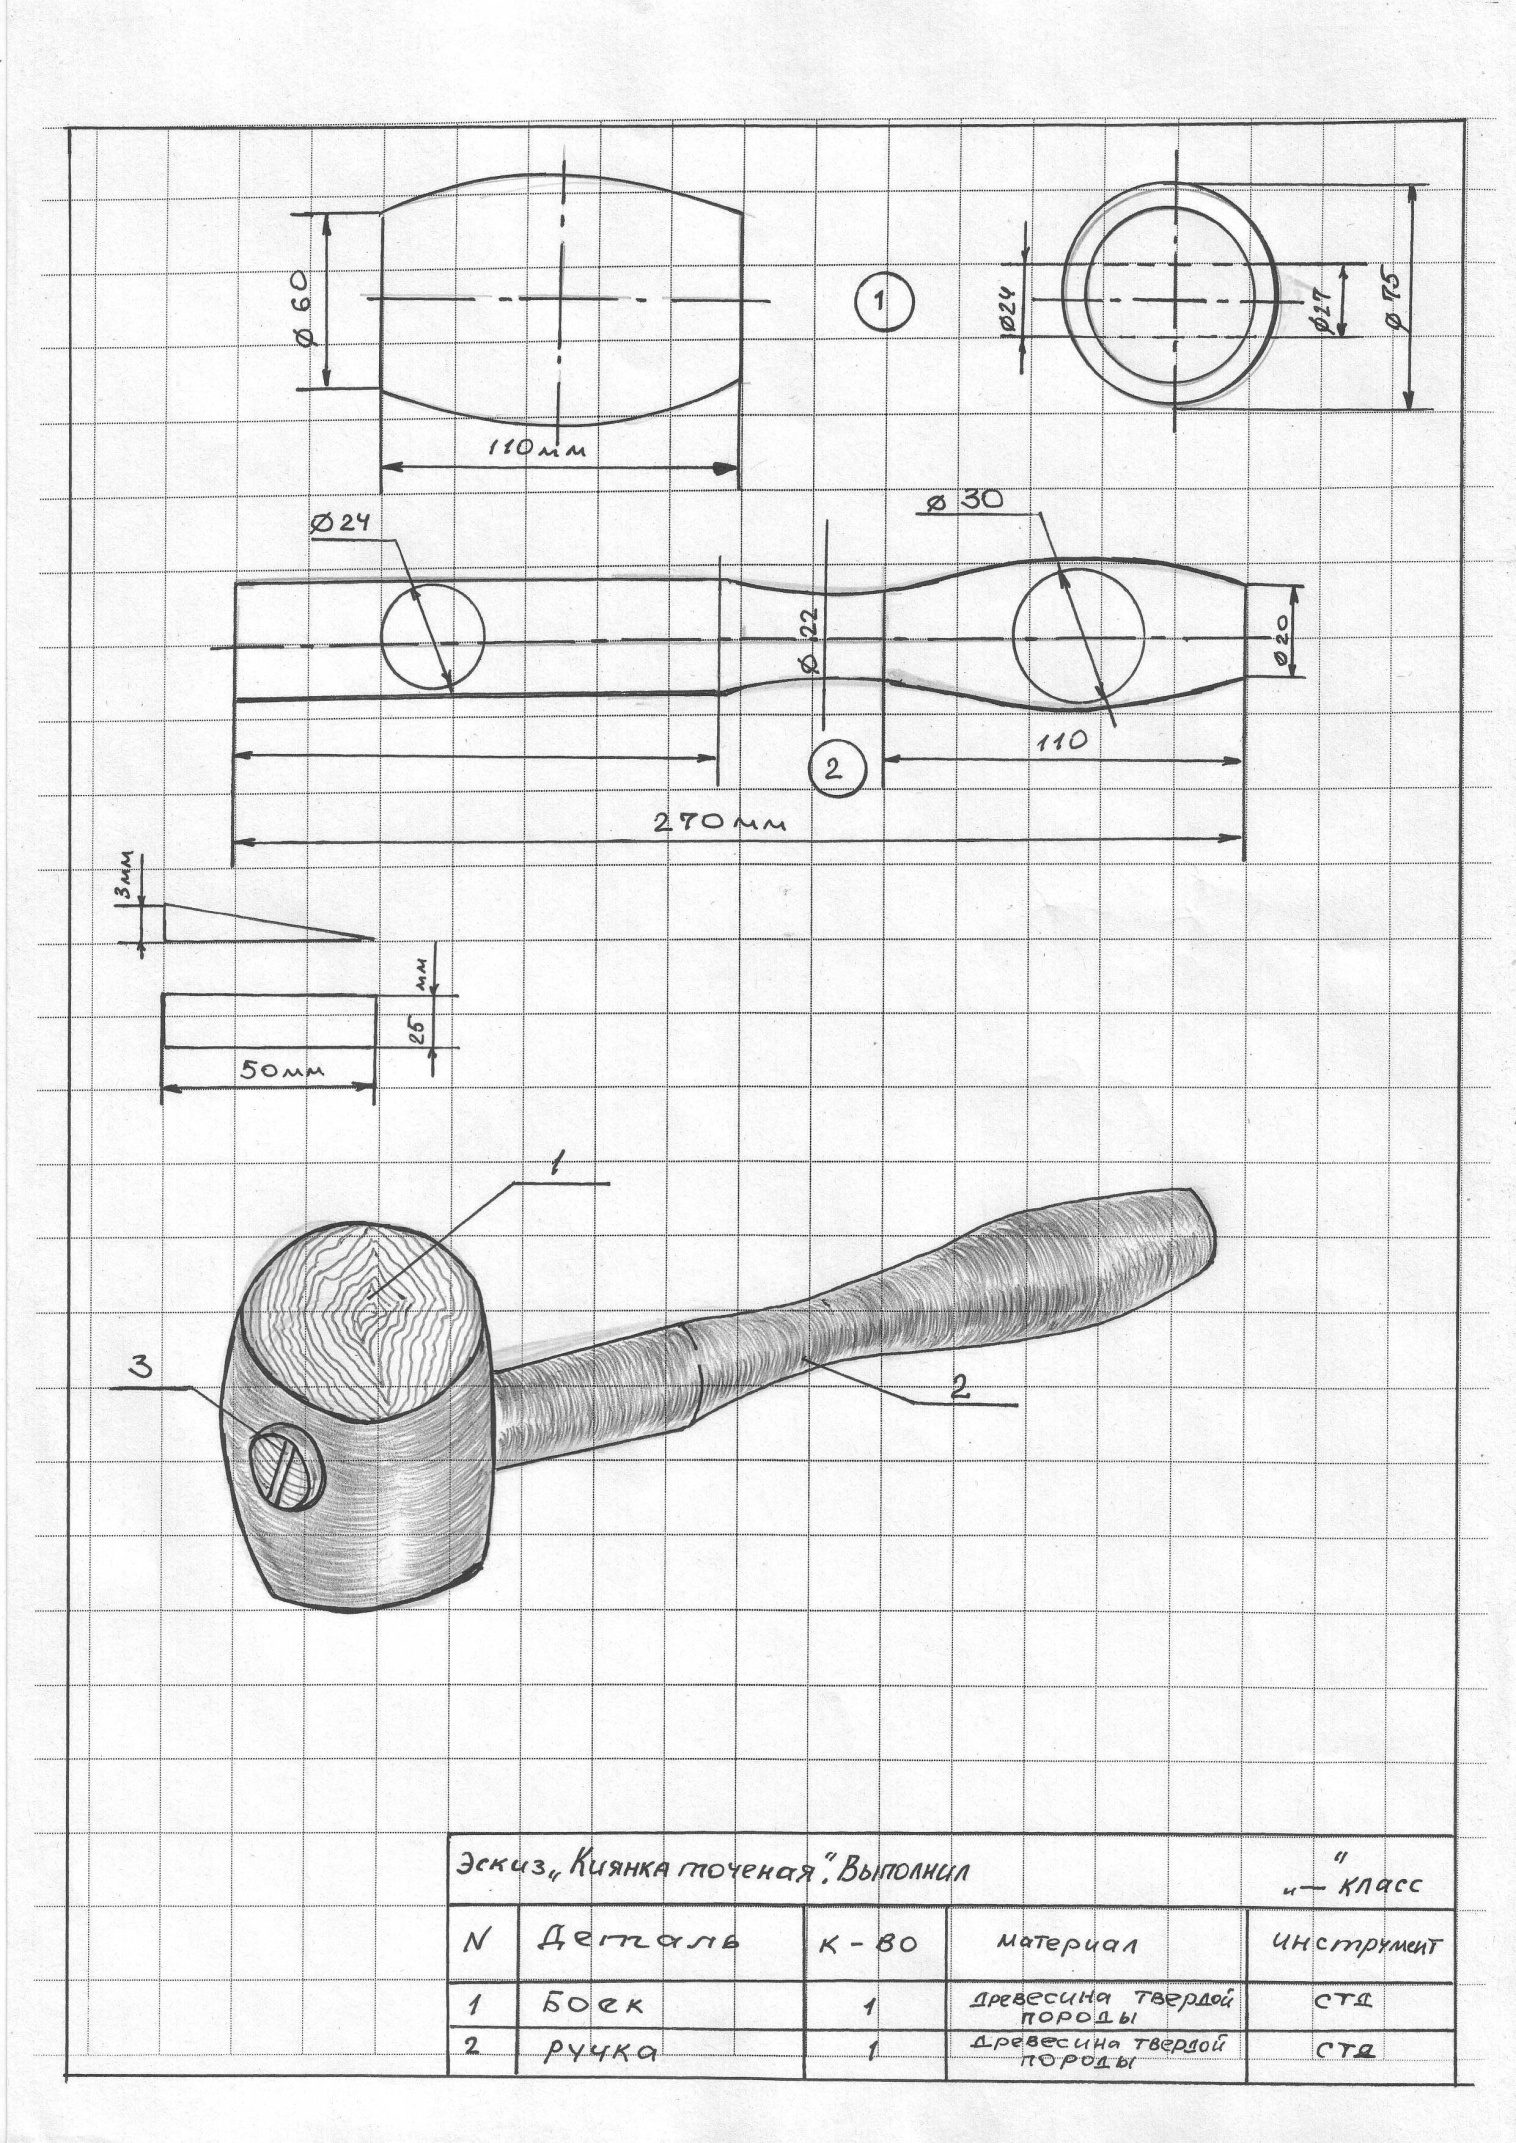 Ø 60
110мм
1
Ø24
Ø27
Ø 75
Ø24
Ø 22
Ø 30
Ø 20
110
2
270мм
3мм
25 мм
50мм
1
3
2
Эскиз „Киянка точеная”. Выполнил „— " класс
N Деталь к-во материал инструмент
1 Боек 1 древесина твердой породы СТД
2 ручка 1 древесина твердой породы СТД